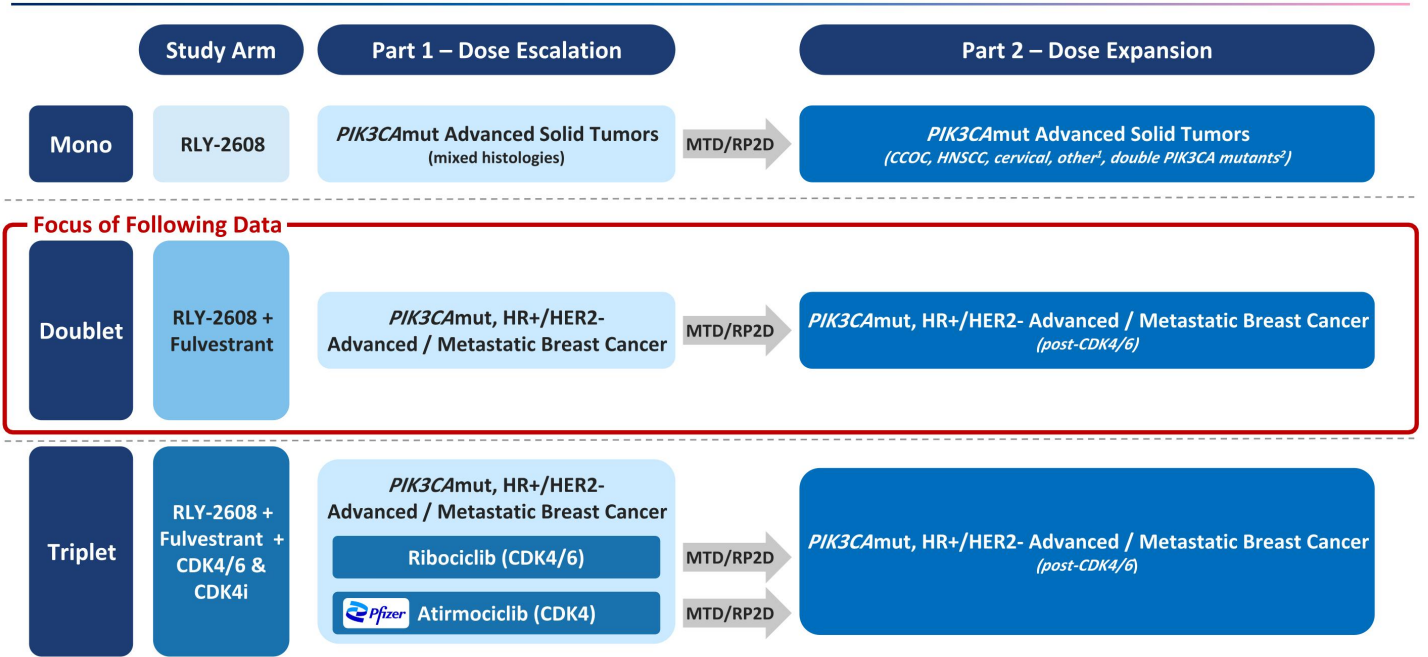 Study Arm
Part 1 – Dose Escalation
Part 2 – Dose Expansion
Mono
RLY-2608
PIK3CAmut Advanced Solid Tumors
(mixed histologies)
MTD/RP2D
PIK3CAmut Advanced Solid Tumors
(CCOC, HNSCC, cervical, other¹, double PIK3CA mutants²)
Focus of Following Data
Doublet
RLY-2608 +
Fulvestrant
PIK3CAmut, HR+/HER2-
Advanced / Metastatic Breast Cancer
MTD/RP2D
PIK3CAmut, HR+/HER2- Advanced / Metastatic Breast Cancer
(post-CDK4/6)
Triplet
RLY-2608 +
Fulvestrant +
CDK4/6 &
CDK4i
PIK3CAmut, HR+/HER2-
Advanced / Metastatic Breast Cancer
Ribociclib (CDK4/6)
MTD/RP2D
Pfizer Atirmociclib (CDK4)
MTD/RP2D
PIK3CAmut, HR+/HER2- Advanced / Metastatic Breast Cancer
(post-CDK4/6)